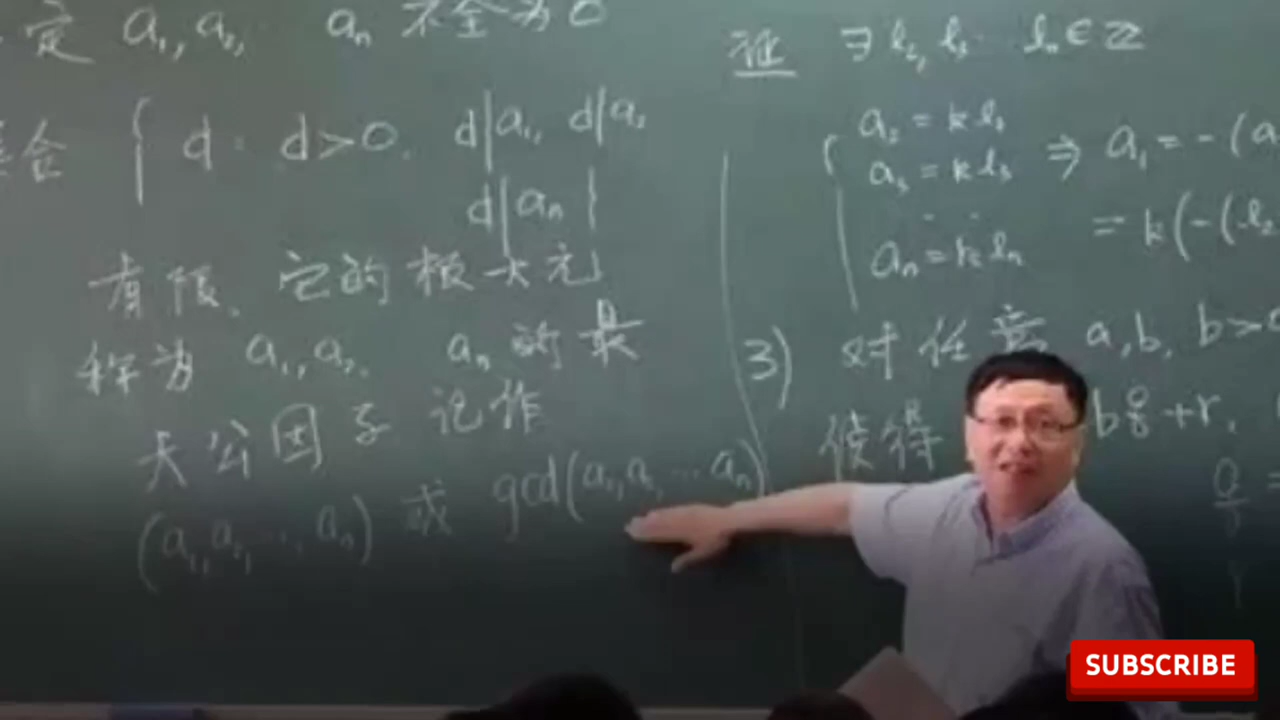 定 a₁, a₂, aₙ 不全为0
集合 { d : d>0, d|a₁, d|a₂
d|aₙ }
有限、它的极大元
称为 a₁, a₂, aₙ 的最
大公因子 记作
(a₁, a₂, ..., aₙ) 或 gcd(a₁, a₂ ... aₙ)
证 ∃ l₂, l₃ lₙ ∈ ℤ
a₂ = k l₂
a₃ = k l₃ ⇒ a₁ = -(a
aₙ = k lₙ = k(-(l₂
3) 对任意 a, b, b>
使得 bq+r,
SUBSCRIBE